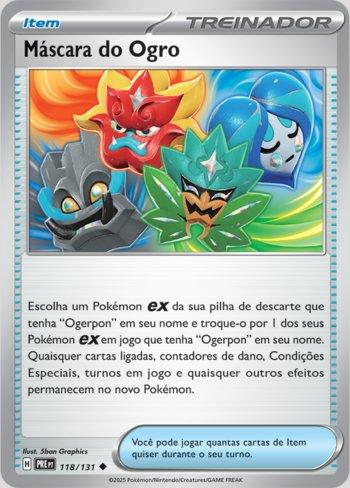 Item
TREINADOR
Máscara do Ogro
Escolha um Pokémon ex da sua pilha de descarte que
tenha "Ogerpon" em seu nome e troque-o por 1 dos seus
Pokémon ex em jogo que tenha "Ogerpon" em seu nome.
Quaisquer cartas ligadas, contadores de dano, Condições
Especiais, turnos em jogo e quaisquer outros efeitos
permanecem no novo Pokémon.
Ilust. 5ban Graphics
H PRE PT 118/131
Você pode jogar quantas cartas de Item
quiser durante o seu turno.
©2025 Pokémon/Nintendo/Creatures/GAME FREAK